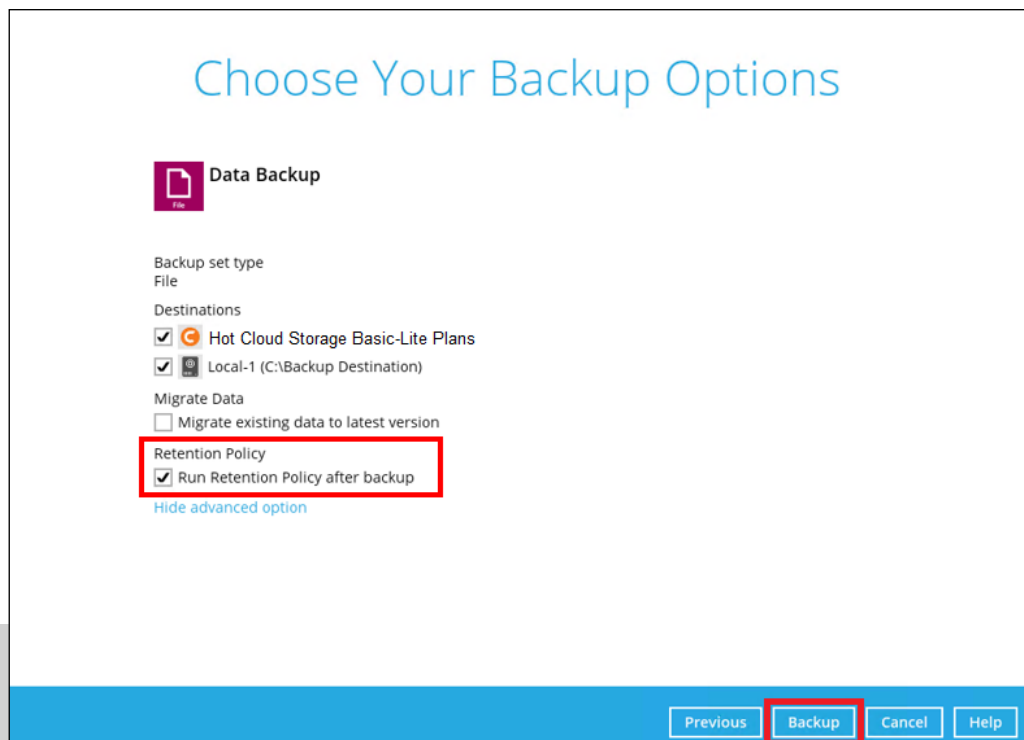 Choose Your Backup Options
Data Backup
File
Backup set type
File
Destinations
Hot Cloud Storage Basic-Lite Plans
Local-1 (C:\Backup Destination)
Migrate Data
Migrate existing data to latest version
Retention Policy
Run Retention Policy after backup
Hide advanced option
Previous Backup Cancel Help